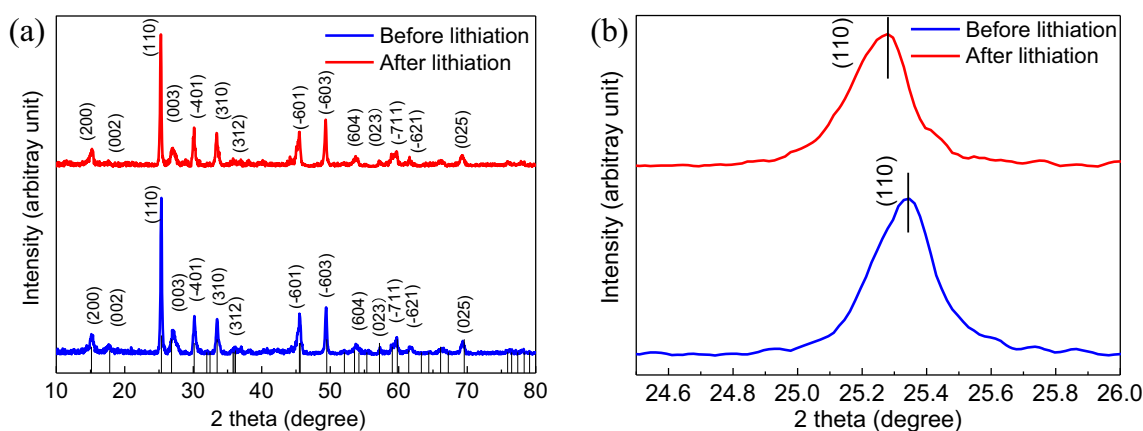 (a)
Before lithiation
After lithiation
(110)
(200)
(002)
(003)
(-401)
(310)
(312)
(-601)
(-603)
(604)
(023)
(-711)
(-621)
(025)
(110)
(200)
(002)
(003)
(-401)
(310)
(312)
(-601)
(-603)
(604)
(023)
(-711)
(-621)
(025)
Intensity (arbitray unit)
10 20 30 40 50 60 70 80
2 theta (degree)
(b)
Before lithiation
After lithiation
(110)
(110)
Intensity (arbitray unit)
24.6 24.8 25.0 25.2 25.4 25.6 25.8 26.0
2 theta (degree)